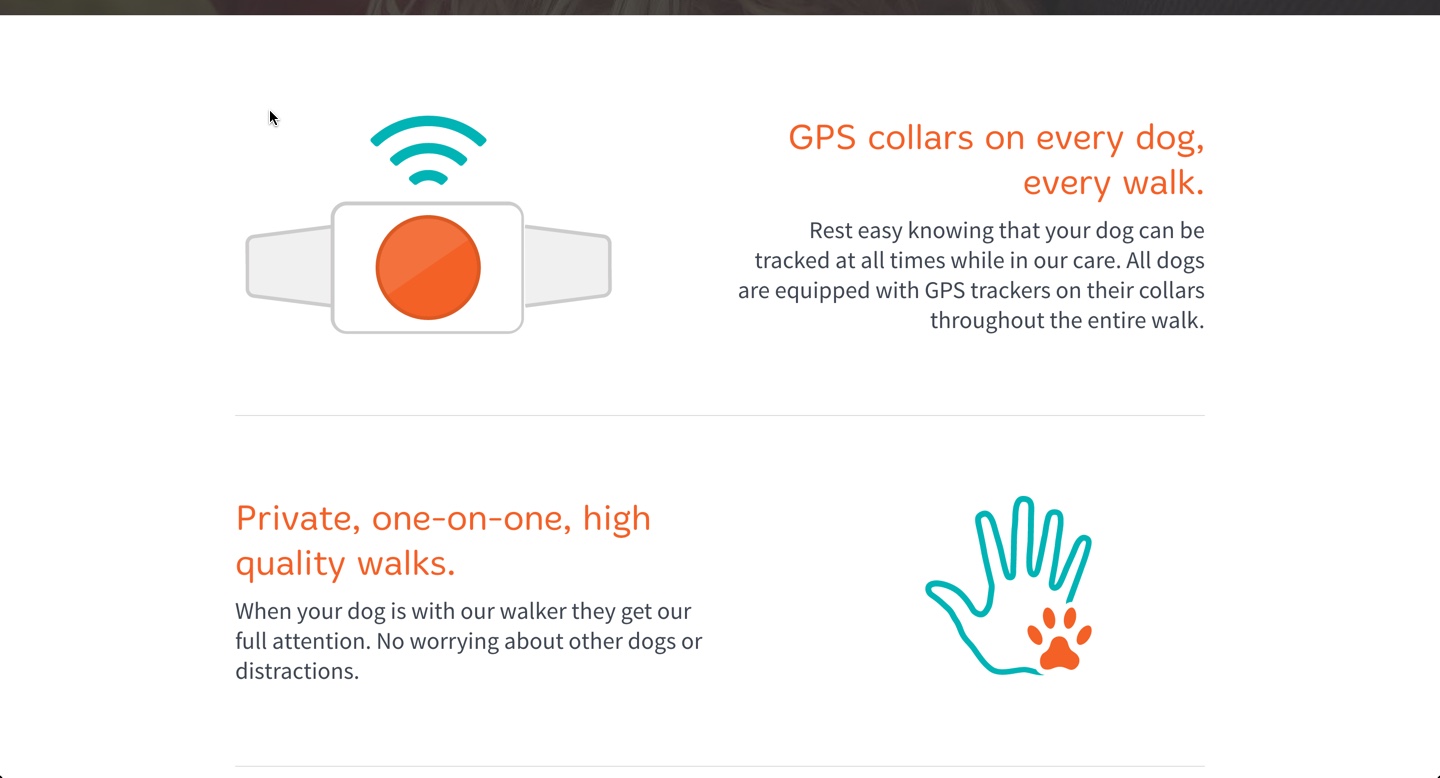 GPS collars on every dog,
every walk.
Rest easy knowing that your dog can be
tracked at all times while in our care. All dogs
are equipped with GPS trackers on their collars
throughout the entire walk.
Private, one-on-one, high
quality walks.
When your dog is with our walker they get our
full attention. No worrying about other dogs or
distractions.